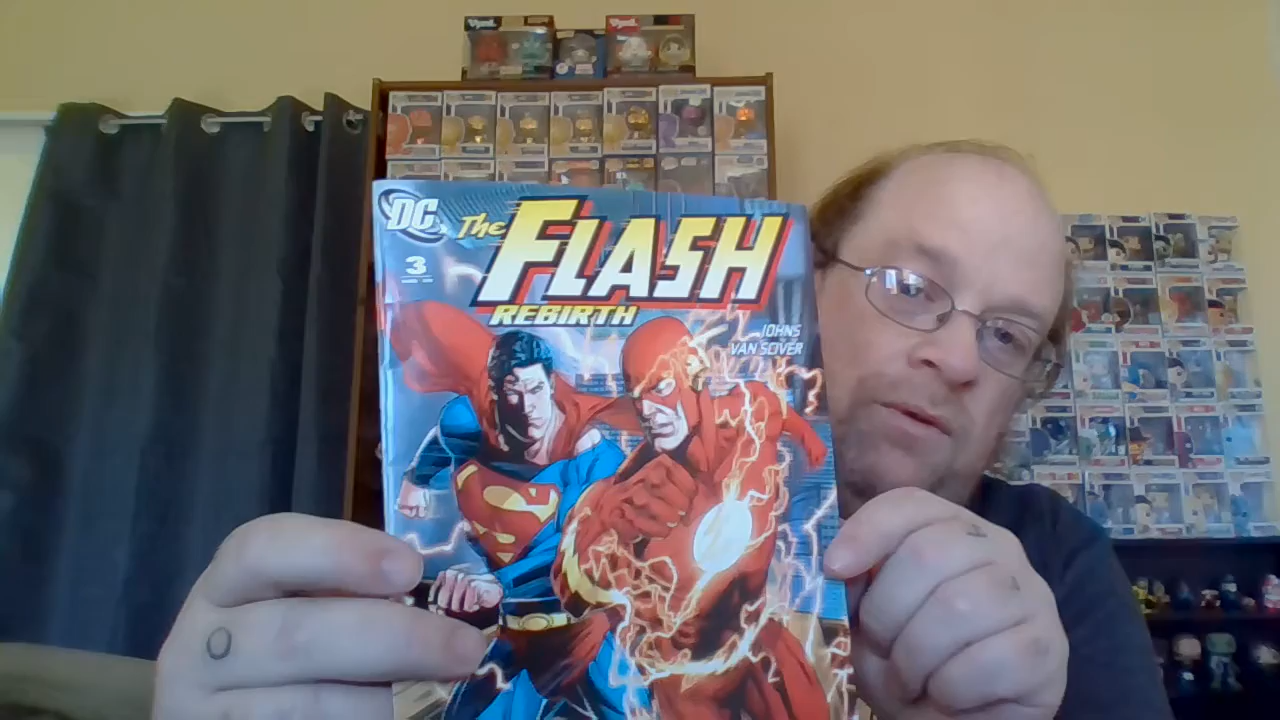 DC
The FLASH
3
REBIRTH
JOHNS
VAN SCIVER